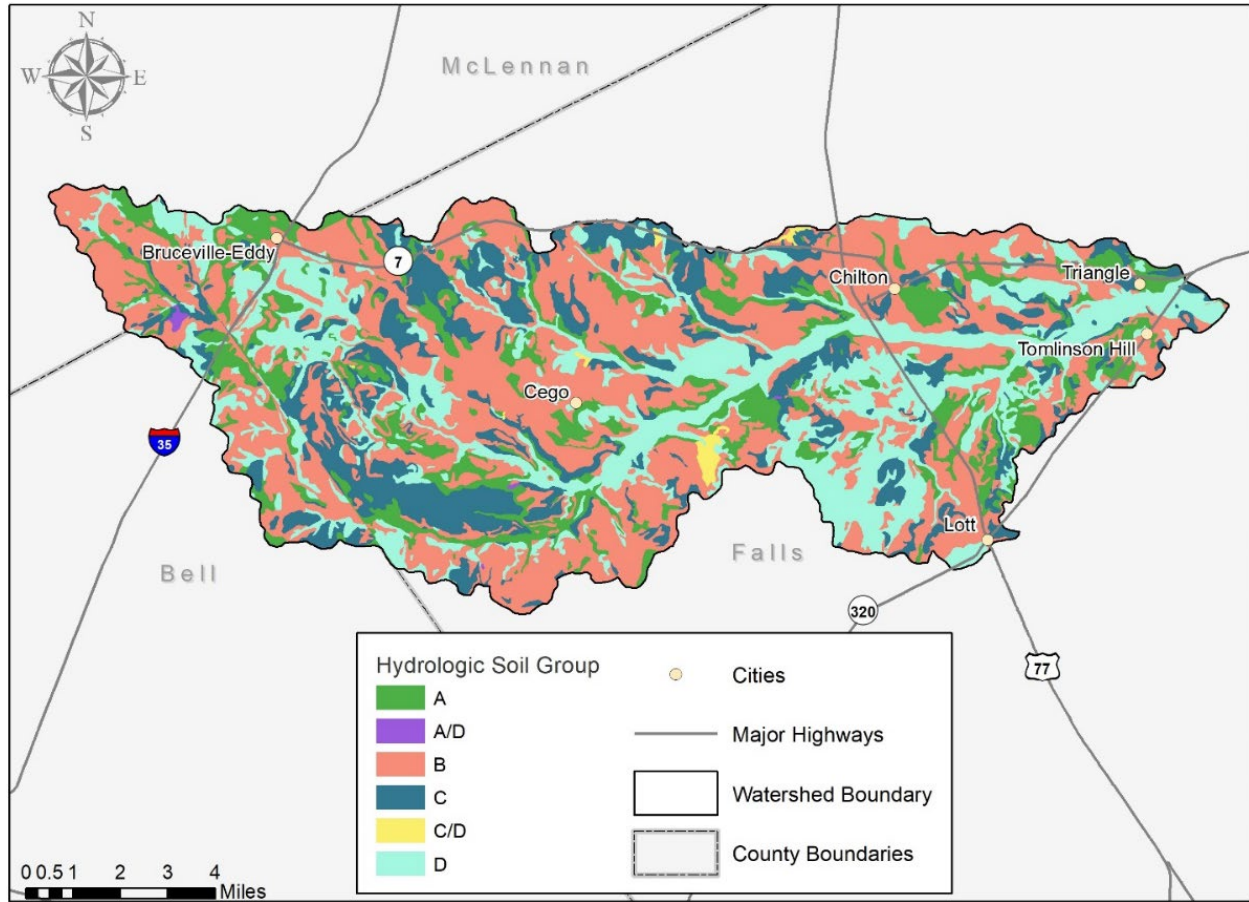 N
W E
S
McLennan
Bruceville-Eddy
7
Chilton
Triangle
Tomlinson Hill
Cego
35
Lott
Bell
Falls
320
77
Hydrologic Soil Group
A
A/D
B
C
C/D
D
Cities
Major Highways
Watershed Boundary
County Boundaries
0 0.5 1 2 3 4
Miles